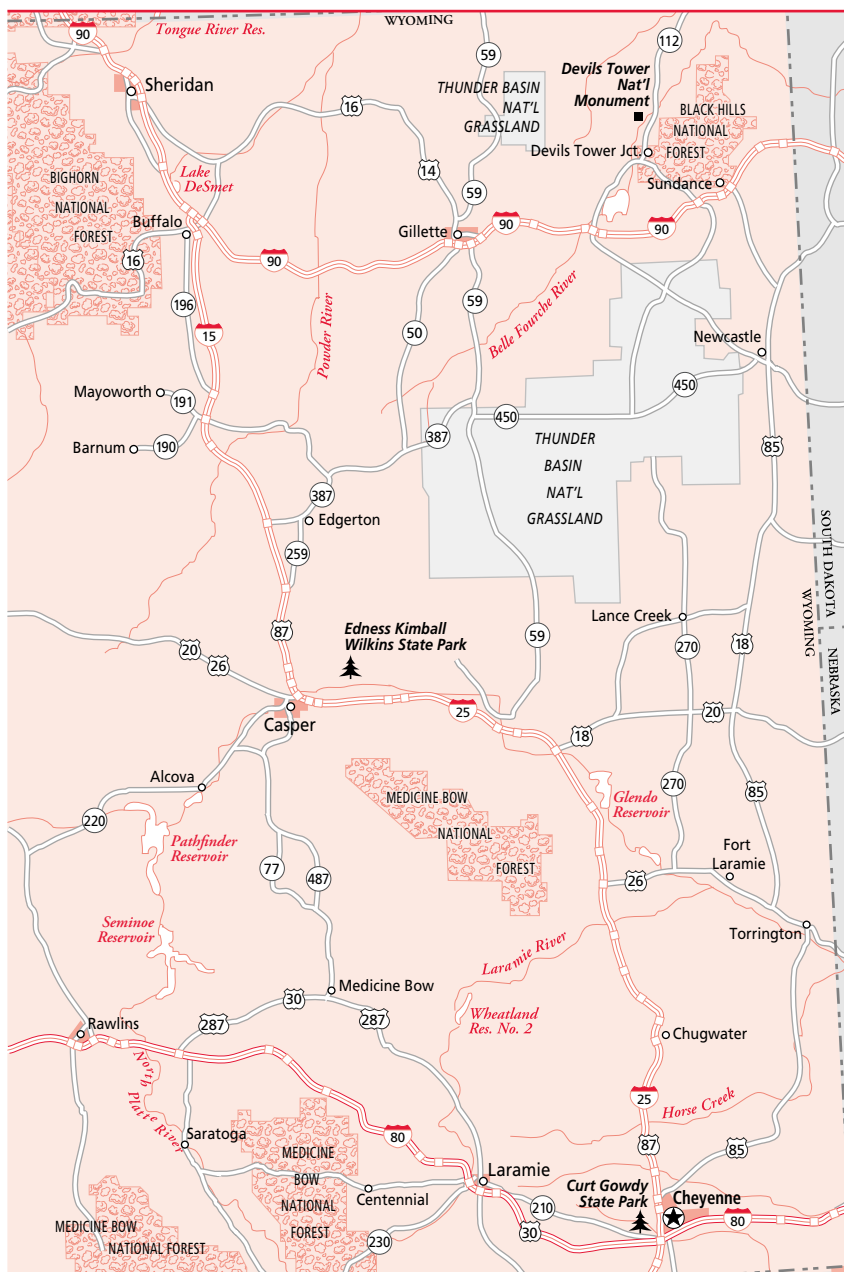 WYOMING
90
Tongue River Res.
59
112
Sheridan
Devils Tower
Nat'l
Monument
THUNDER BASIN
NAT'L
GRASSLAND
16
BLACK HILLS
NATIONAL
FOREST
Devils Tower Jct.
Lake
DeSmet
14
BIGHORN
NATIONAL
FOREST
59
Sundance
Buffalo
Gillette
90
90
16
90
196
59
15
50
Powder River
Belle Fourche River
Newcastle
Mayoworth
191
450
450
387
Barnum
190
THUNDER
BASIN
NAT'L
GRASSLAND
85
387
Edgerton
259
SOUTH DAKOTA
WYOMING
NEBRASKA
Lance Creek
87
Edness Kimball
Wilkins State Park
59
270
18
20
26
25
20
Casper
18
Alcova
MEDICINE BOW
NATIONAL
FOREST
Glendo
Reservoir
270
85
220
Pathfinder
Reservoir
Fort
Laramie
77
487
26
Seminoe
Reservoir
Laramie River
Torrington
Medicine Bow
30
287
287
Wheatland
Res. No. 2
Rawlins
Chugwater
North
Platte River
25
Horse Creek
80
Saratoga
87
85
MEDICINE
BOW
NATIONAL
FOREST
Laramie
Centennial
Curt Gowdy
State Park
Cheyenne
210
80
MEDICINE BOW
NATIONAL FOREST
230
30